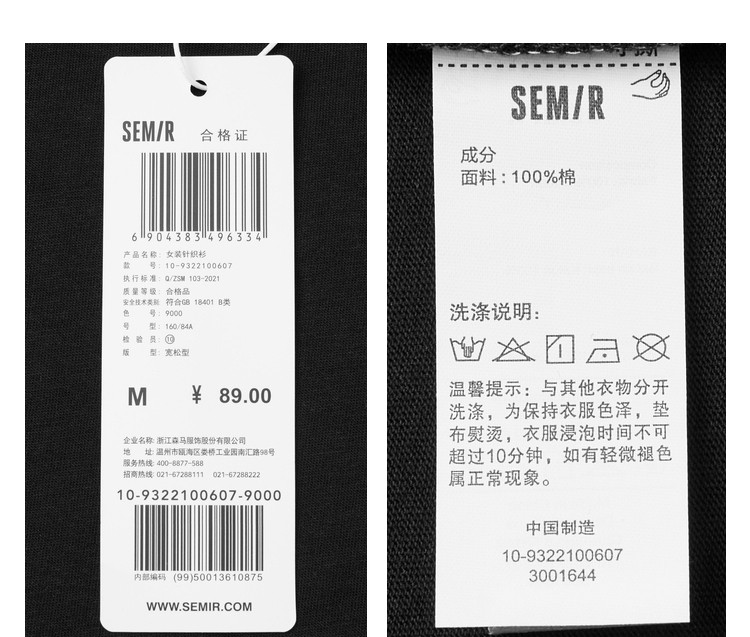 SEM/R 合格证
6 904383 496334
产品名称: 女装针织衫
款 号: 10-9322100607
执行标准: Q/ZSM 103-2021
质量等级: 合格品
安全技术类别: 符合GB 18401 B类
色 号: 9000
号 型: 160/84A
检 验 员: 10
版 型: 宽松型
M ¥ 89.00
企业名称: 浙江森马服饰股份有限公司
地 址: 温州市瓯海区娄桥工业园南汇路98号
服务热线: 400-8877-588
招商热线: 021-67288111 021-67288222
10-9322100607-9000
内部编码 (99)50013610875
WWW.SEMIR.COM
SEM/R
成分
面料: 100%棉
洗涤说明:
温馨提示: 与其他衣物分开
洗涤, 为保持衣服色泽, 垫
布熨烫, 衣服浸泡时间不可
超过10分钟, 如有轻微褪色
属正常现象。
中国制造
10-9322100607
3001644